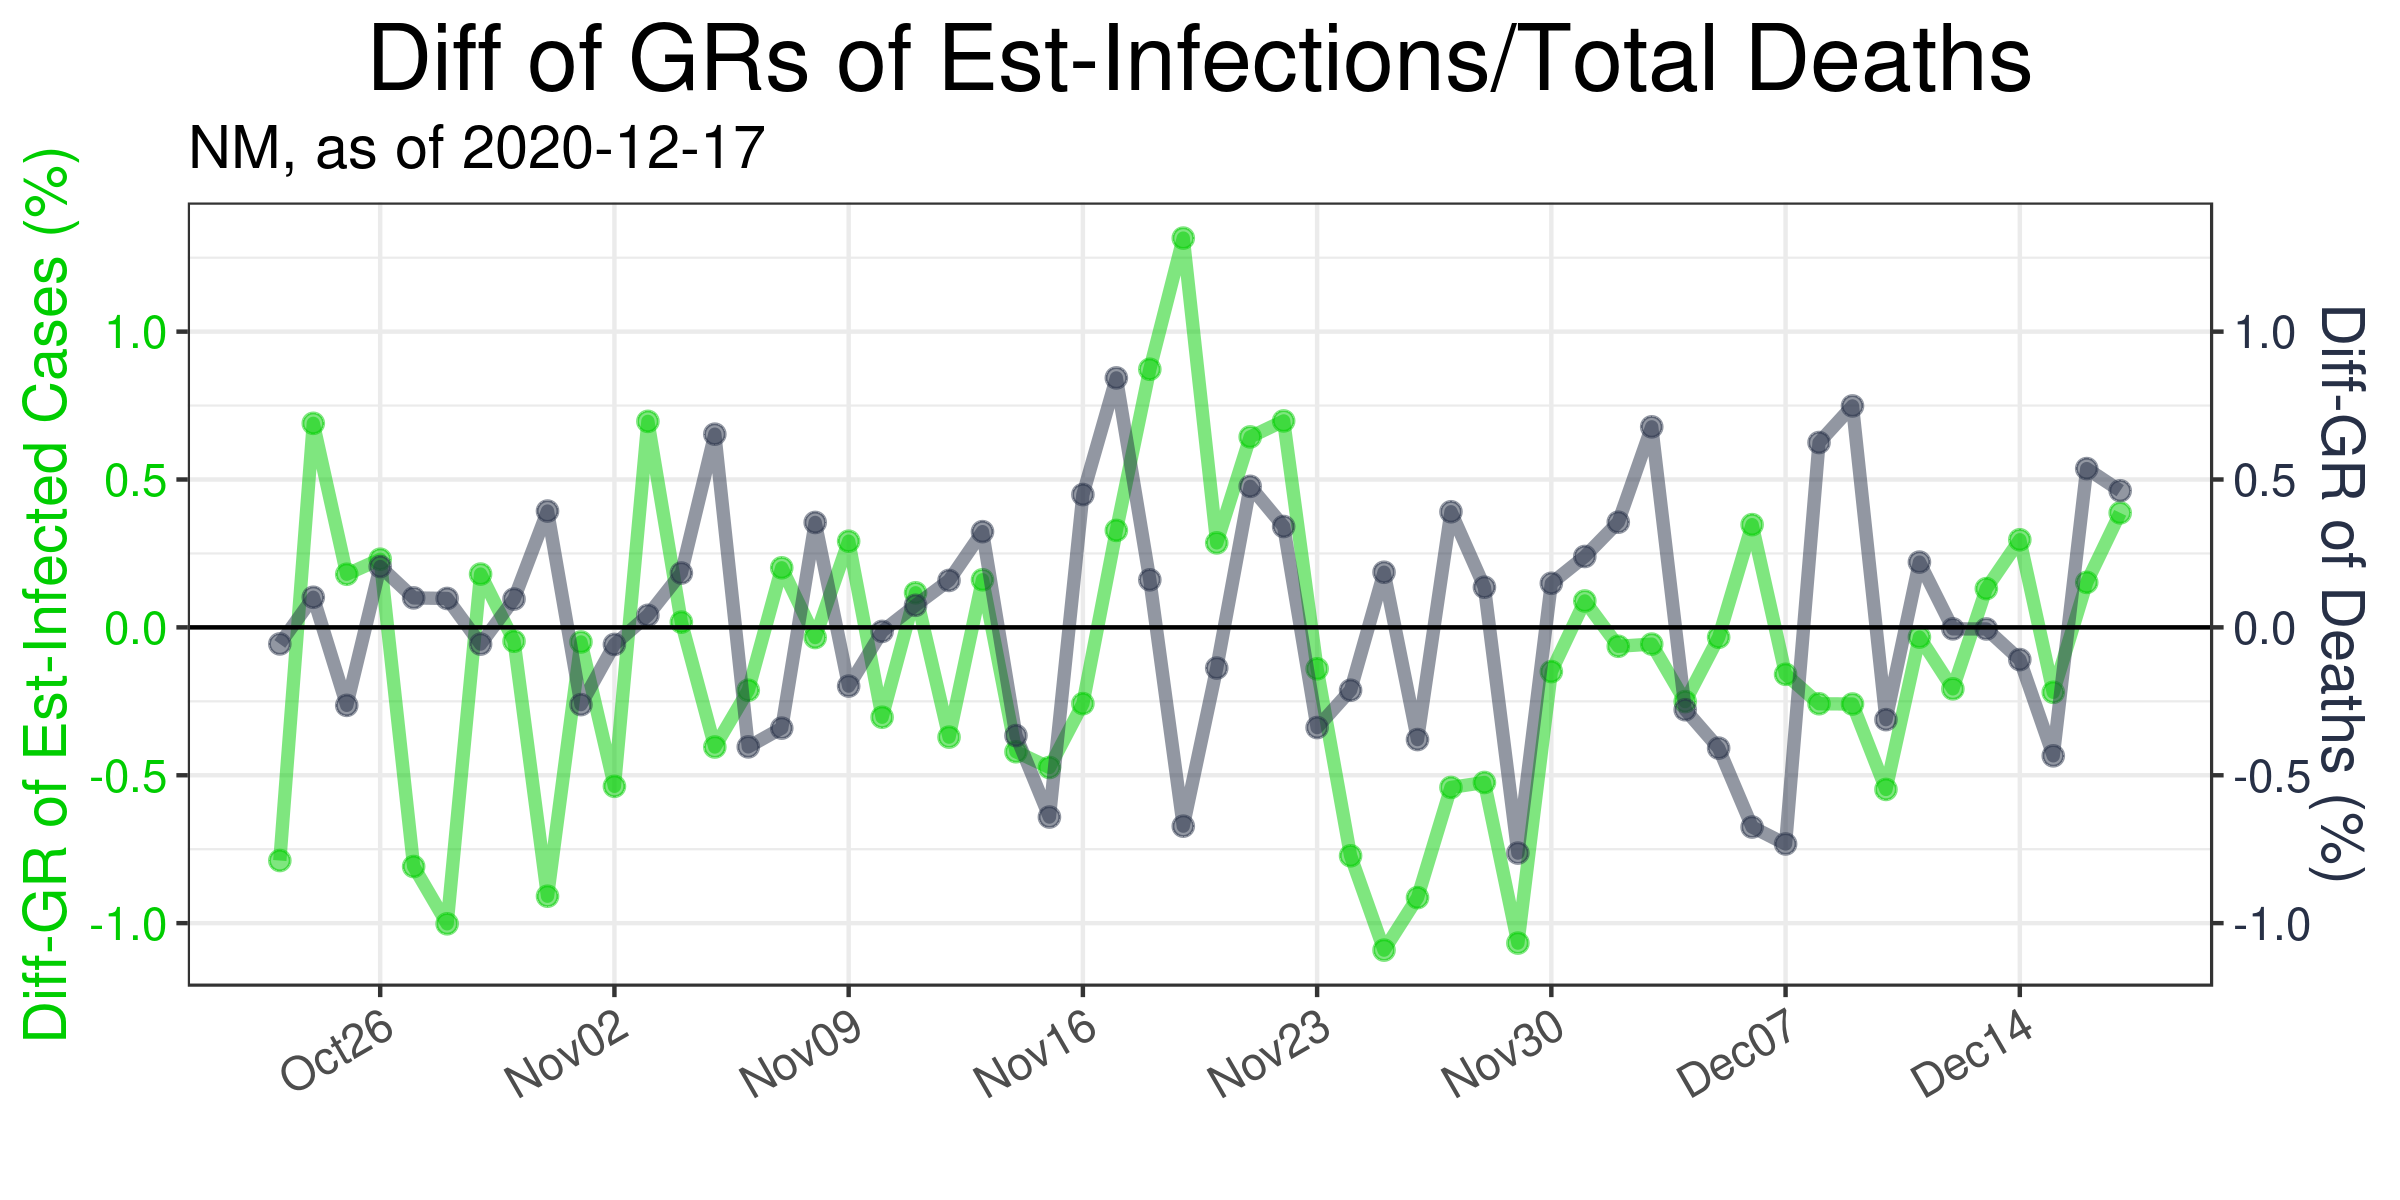 Diff of GRs of Est-Infections/Total Deaths
NM, as of 2020-12-17
Diff-GR of Est-Infected Cases (%)
1.0
0.5
0.0
-0.5
-1.0
1.0
0.5
0.0
-0.5
-1.0
Diff-GR of Deaths (%)
Oct26 Nov02 Nov09 Nov16 Nov23 Nov30 Dec07 Dec14